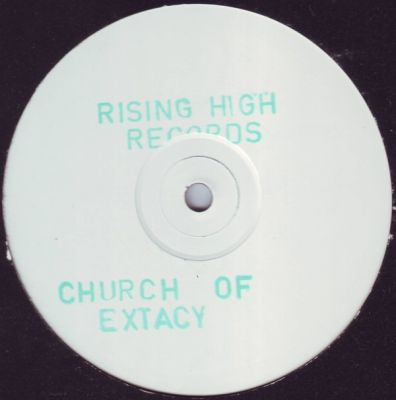 RISING HIGH
RECORDS
CHURCH OF
EXTACY